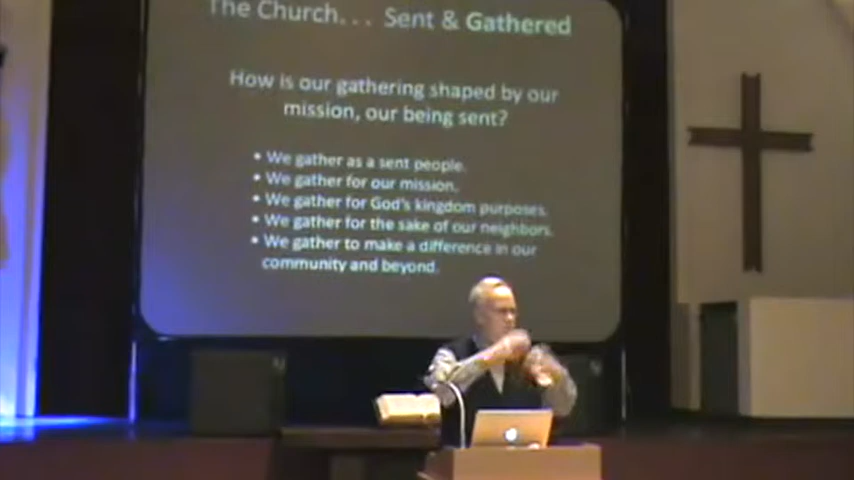 The Church... Sent & Gathered
How is our gathering shaped by our
mission, our being sent?
• We gather as a sent people.
• We gather for our mission.
• We gather for God's kingdom purposes.
• We gather for the sake of our neighbors.
• We gather to make a difference in our
community and beyond.